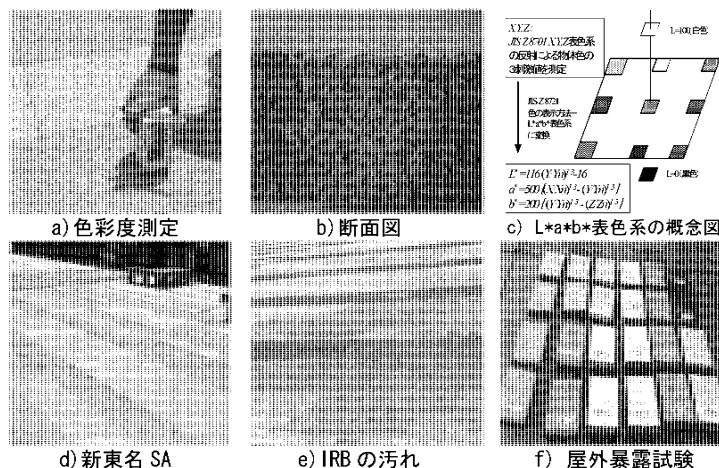 XYZ:
JIS Z 8701 XYZ表色系
の反射による物体色の
3刺激値を測定
L=100(白色)
JIS Z 8721
色の表示方法ー
L*a*b*表色系
に変換
L=0(黒色)
a)色彩度測定
b)断面図
c) L*a*b*表色系の概念図
d)新東名 SA
e)IRB の汚れ
f) 屋外暴露試験